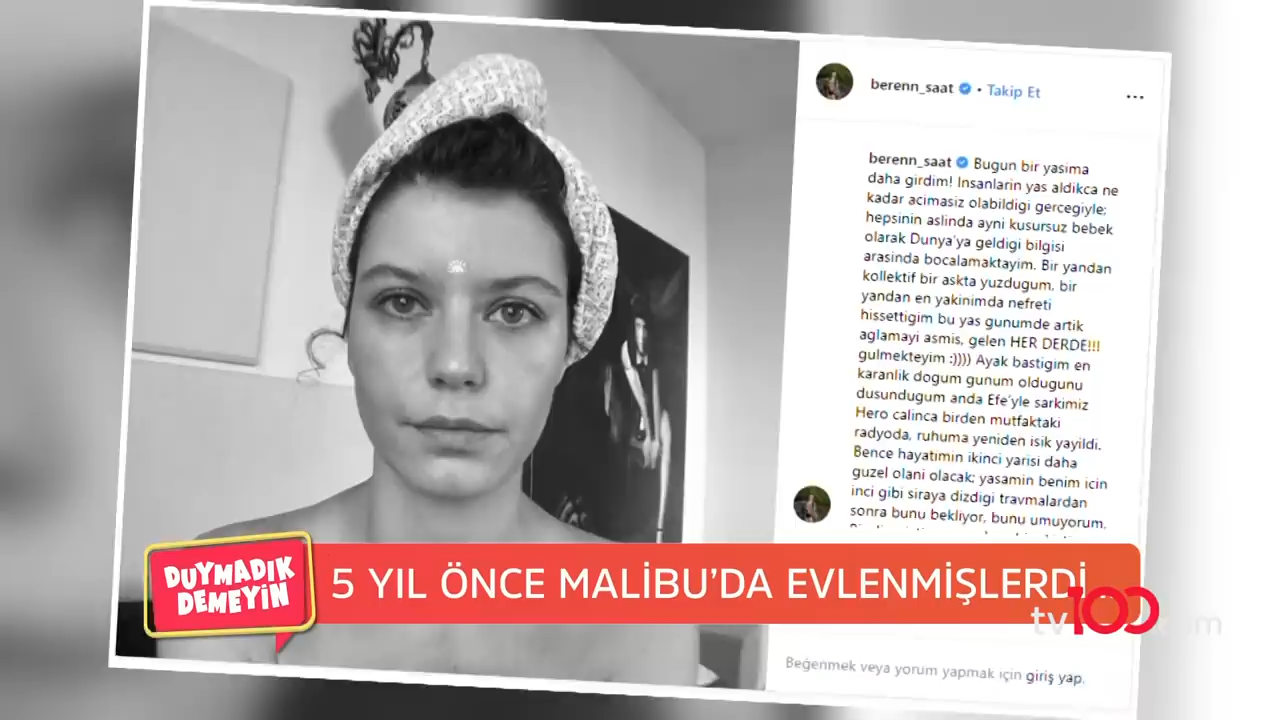 berenn_saat • Takip Et
...
berenn_saat Bugun bir yasima
daha girdim! Insanlarin yas aldikca ne
kadar acimasiz olabildigi gercegiyle;
hepsinin aslinda ayni kusursuz bebek
olarak Dunya'ya geldigi bilgisi
arasinda bocalamaktayim. Bir yandan
kollektif bir askta yuzdugum, bir
yandan en yakinimda nefreti
hissettigim bu yas gunumde artik
aglamayi asmis, gelen HER DERDE!!!
gulmekteyim :)))) Ayak bastigim en
karanlik dogum gunum oldugunu
dusundugum anda Efe'yle sarkimiz
Hero calinca birden mutfaktaki
radyoda, ruhuma yeniden isik yayildi.
Bence hayatimin ikinci yarisi daha
guzel olani olacak; yasamin benim icin
inci gibi siraya dizdigi travmalardan
sonra bunu bekliyor, bunu umuyorum.
DUYMADIK
DEMEYİN
5 YIL ÖNCE MALİBU'DA EVLENMİŞLERDİ...
tv100.com
Beğenmek veya yorum yapmak için giriş yap.